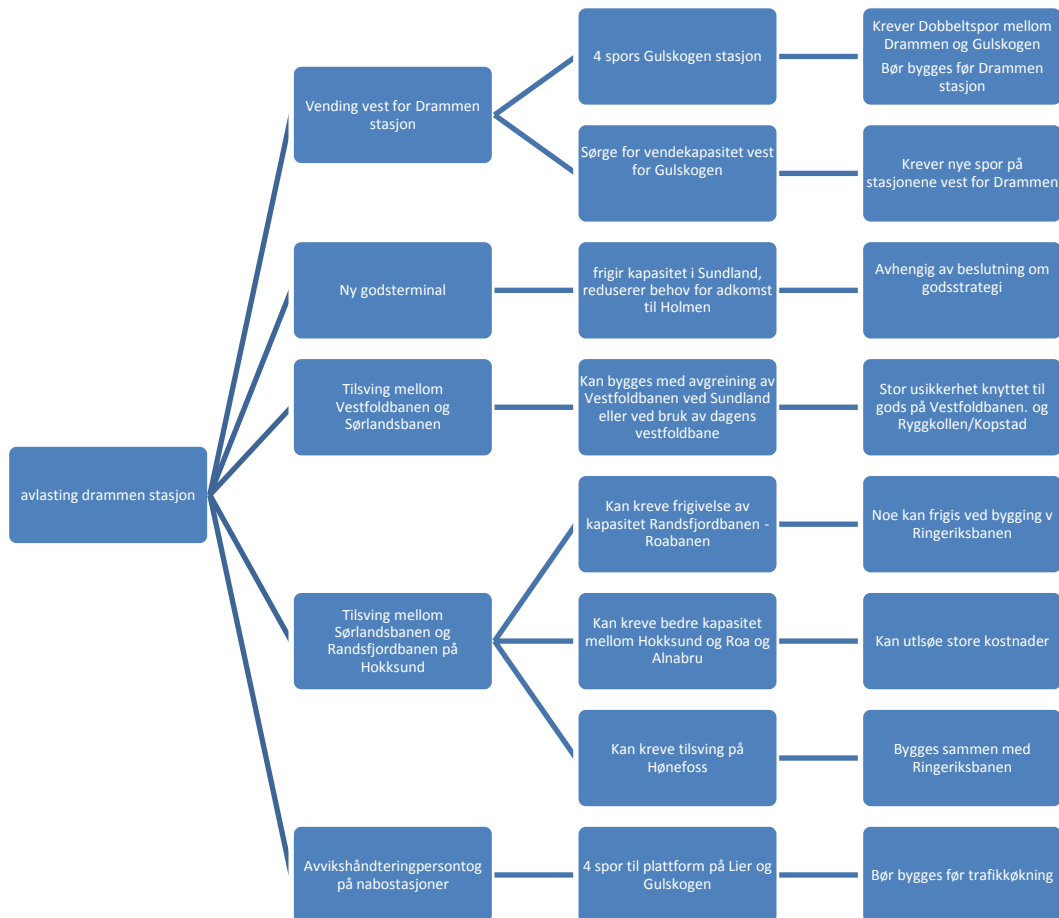 avlasting drammen stasjon
Vending vest for Drammen
stasjon
4 spors Gulskogen stasjon
Krever Dobbeltspor mellom
Drammen og Gulskogen
Bør bygges før Drammen
stasjon
Sørge for vendekapasitet vest
for Gulskogen
Krever nye spor på
stasjonene vest for Drammen
Ny godsterminal
frigir kapasitet i Sundland,
reduserer behov for adkomst
til Holmen
Avhengig av beslutning om
godsstrategi
Tilsving mellom
Vestfoldbanen og
Sørlandsbanen
Kan bygges med avgreining av
Vestfoldbanen ved Sundland
eller ved bruk av dagens
vestfoldbane
Stor usikkerhet knyttet til
gods på Vestfoldbanen. og
Ryggkollen/Kopstad
Tilsving mellom
Sørlandsbanen og
Randsfjordbanen på
Hokksund
Kan kreve frigivelse av
kapasitet Randsfjordbanen -
Roabanen
Noe kan frigis ved bygging v
Ringeriksbanen
Kan kreve bedre kapasitet
mellom Hokksund og Roa og
Alnabru
Kan utlsøe store kostnader
Kan kreve tilsving på
Hønefoss
Bygges sammen med
Ringeriksbanen
Avvikshåndteringpersontog
på nabostasjoner
4 spor til plattform på Lier og
Gulskogen
Bør bygges før trafikkøkning